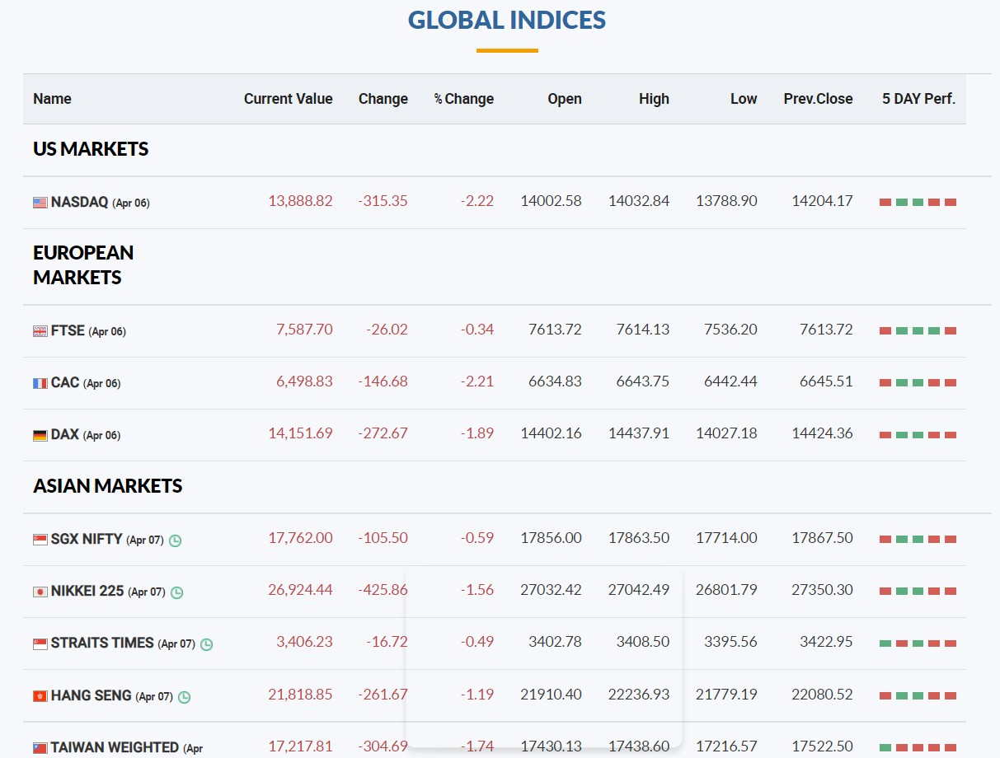 GLOBAL INDICES
Name Current Value Change % Change Open High Low Prev.Close 5 DAY Perf.
US MARKETS
NASDAQ (Apr 06) 13,888.82 -315.35 -2.22 14002.58 14032.84 13788.90 14204.17
EUROPEAN
MARKETS
FTSE (Apr 06) 7,587.70 -26.02 -0.34 7613.72 7614.13 7536.20 7613.72
CAC (Apr 06) 6,498.83 -146.68 -2.21 6634.83 6643.75 6442.44 6645.51
DAX (Apr 06) 14,151.69 -272.67 -1.89 14402.16 14437.91 14027.18 14424.36
ASIAN MARKETS
SGX NIFTY (Apr 07) 17,762.00 -105.50 -0.59 17856.00 17863.50 17714.00 17867.50
NIKKEI 225 (Apr 07) 26,924.44 -425.86 -1.56 27032.42 27042.49 26801.79 27350.30
STRAITS TIMES (Apr 07) 3,406.23 -16.72 -0.49 3402.78 3408.50 3395.56 3422.95
HANG SENG (Apr 07) 21,818.85 -261.67 -1.19 21910.40 22236.93 21779.19 22080.52
TAIWAN WEIGHTED (Apr 17,217.81 -304.69 -1.74 17430.13 17438.60 17216.57 17522.50